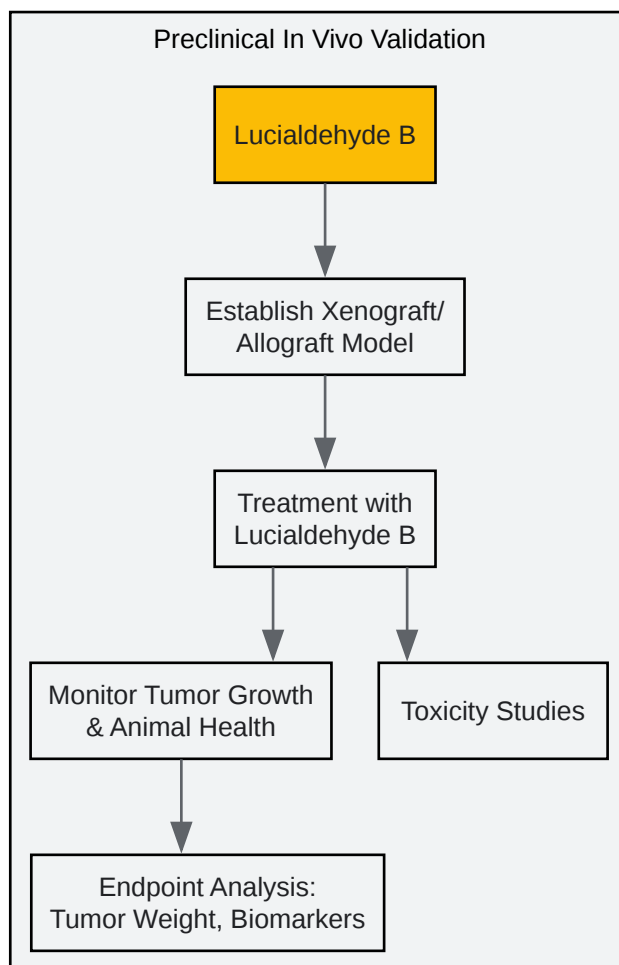 Preclinical In Vivo Validation
Lucialdehyde B
Establish Xenograft/
Allograft Model
Treatment with
Lucialdehyde B
Monitor Tumor Growth
& Animal Health
Toxicity Studies
Endpoint Analysis:
Tumor Weight, Biomarkers